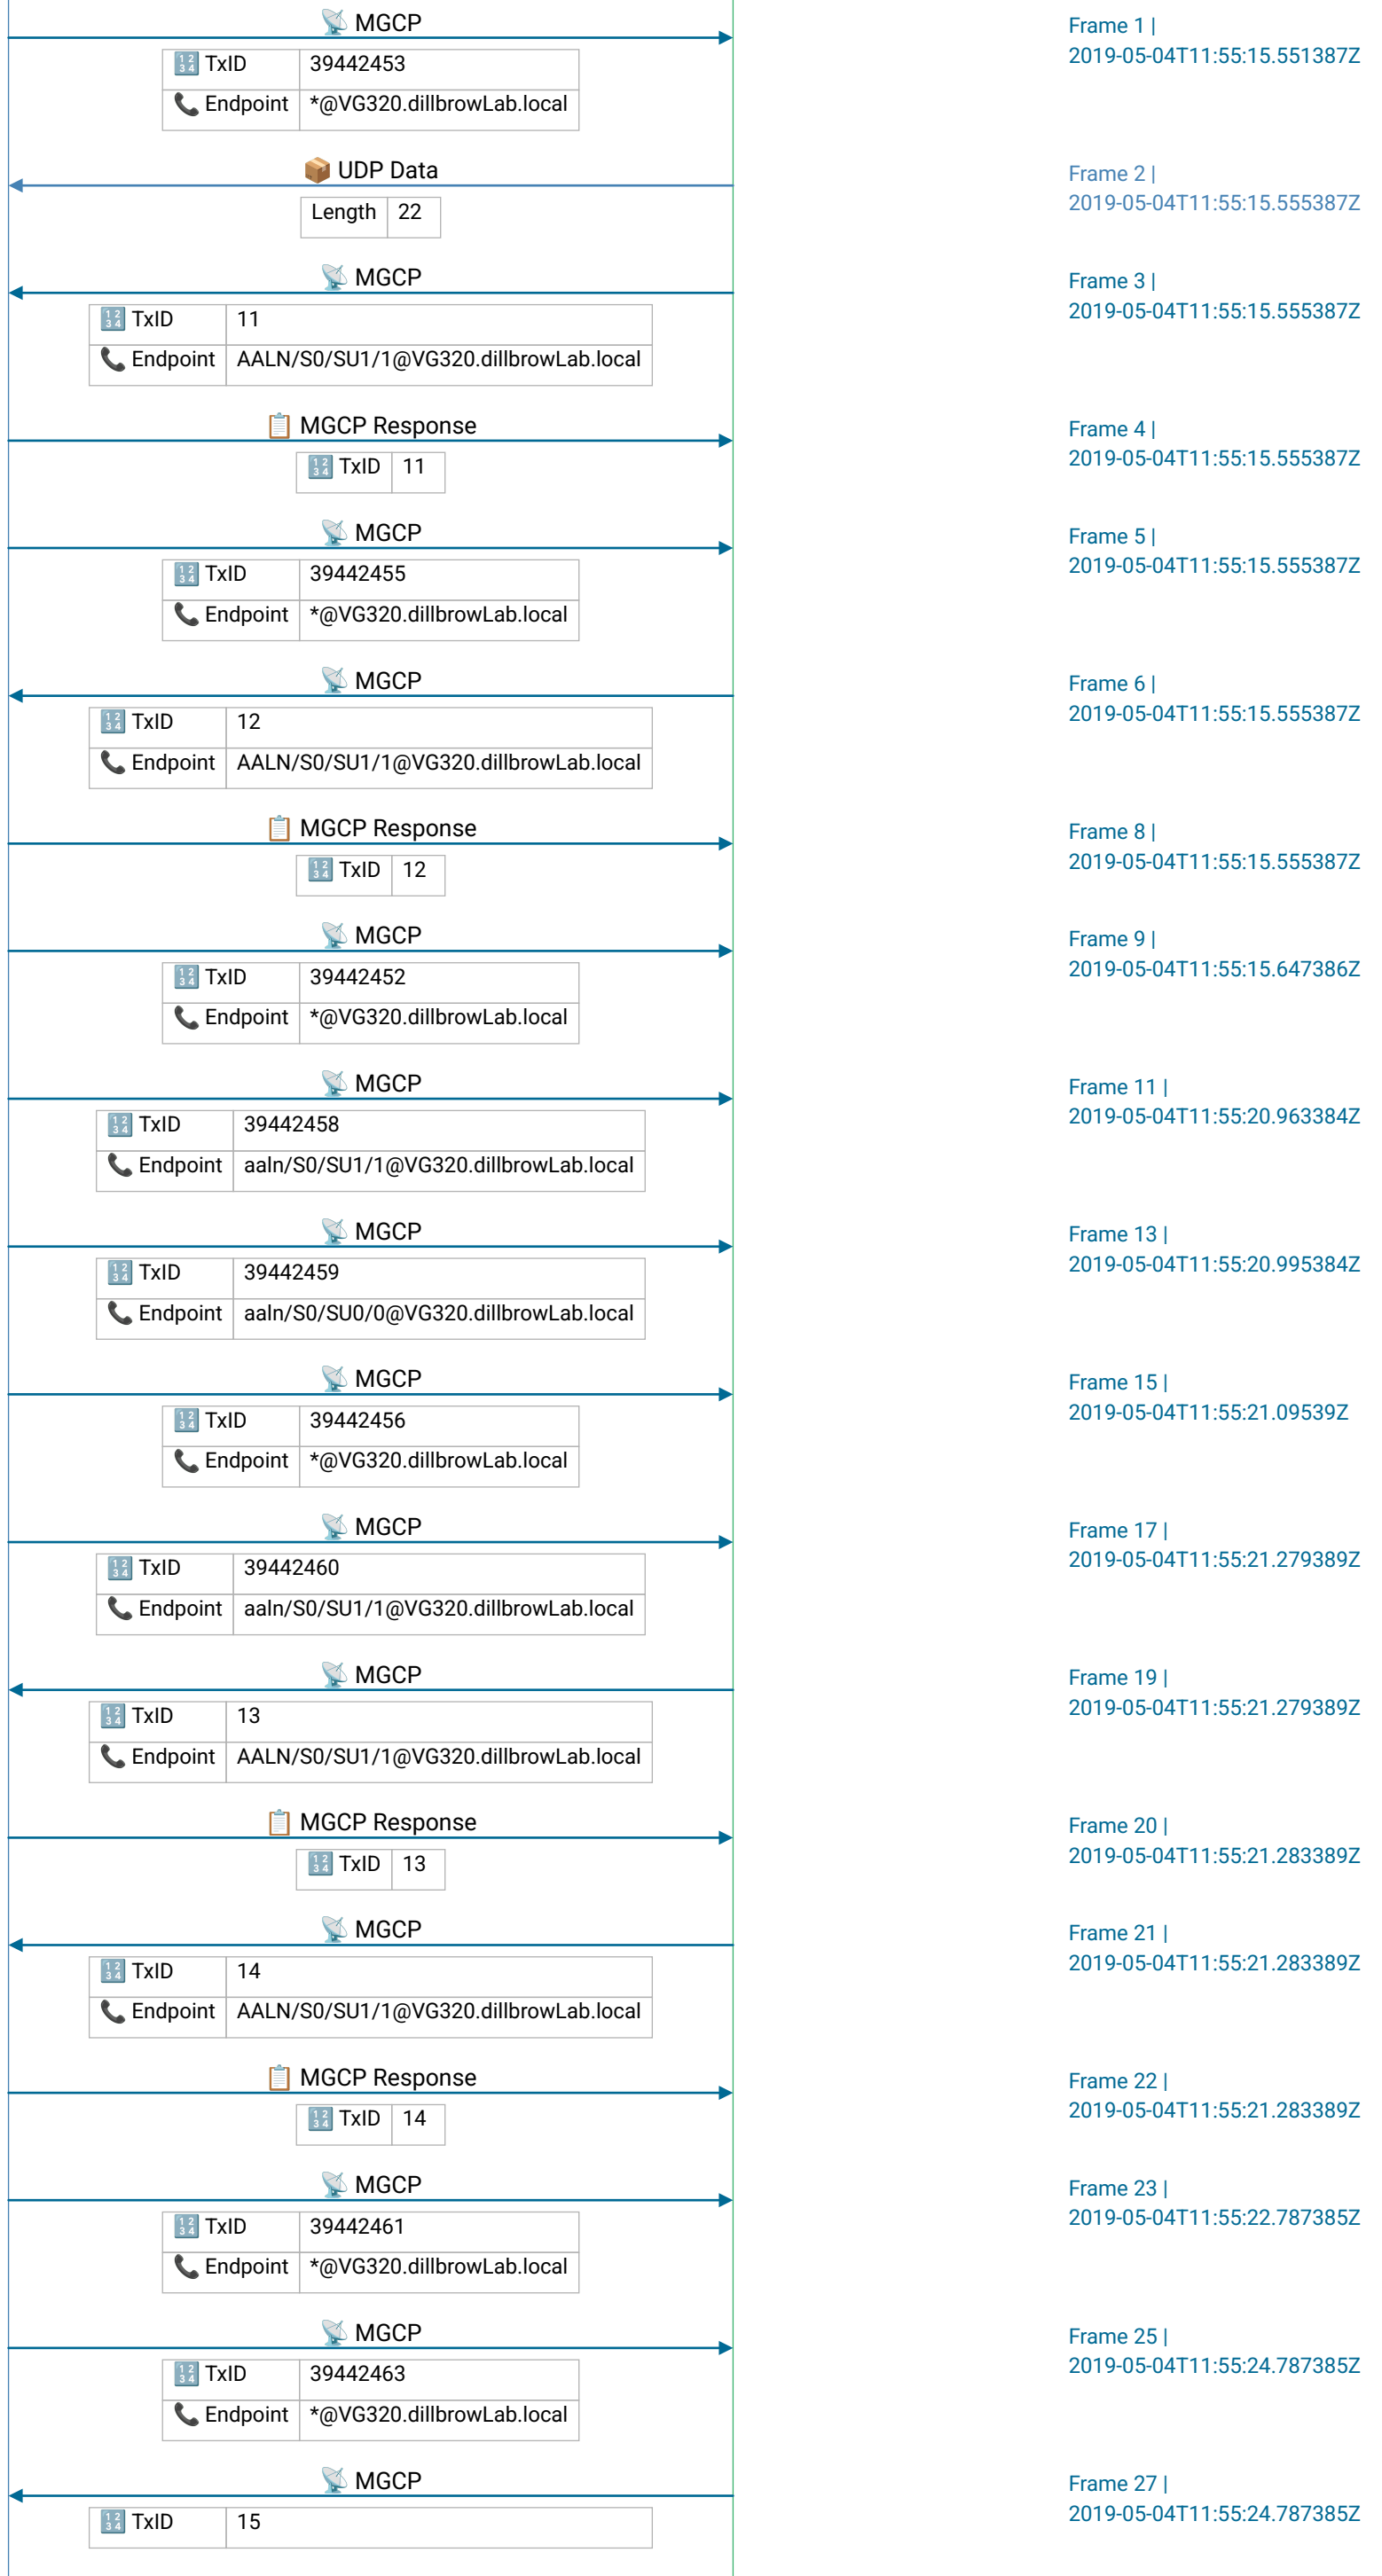 📡 MGCP
Frame 1 |
2019-05-04T11:55:15.551387Z
🔢 TxID 39442453
📞 Endpoint *@VG320.dillbrowLab.local
📦 UDP Data
Frame 2 |
2019-05-04T11:55:15.555387Z
Length 22
📡 MGCP
Frame 3 |
2019-05-04T11:55:15.555387Z
🔢 TxID 11
📞 Endpoint AALN/S0/SU1/1@VG320.dillbrowLab.local
📋 MGCP Response
Frame 4 |
2019-05-04T11:55:15.555387Z
🔢 TxID 11
📡 MGCP
Frame 5 |
2019-05-04T11:55:15.555387Z
🔢 TxID 39442455
📞 Endpoint *@VG320.dillbrowLab.local
📡 MGCP
Frame 6 |
2019-05-04T11:55:15.555387Z
🔢 TxID 12
📞 Endpoint AALN/S0/SU1/1@VG320.dillbrowLab.local
📋 MGCP Response
Frame 8 |
2019-05-04T11:55:15.555387Z
🔢 TxID 12
📡 MGCP
Frame 9 |
2019-05-04T11:55:15.647386Z
🔢 TxID 39442452
📞 Endpoint *@VG320.dillbrowLab.local
📡 MGCP
Frame 11 |
2019-05-04T11:55:20.963384Z
🔢 TxID 39442458
📞 Endpoint aaln/S0/SU1/1@VG320.dillbrowLab.local
📡 MGCP
Frame 13 |
2019-05-04T11:55:20.995384Z
🔢 TxID 39442459
📞 Endpoint aaln/S0/SU0/0@VG320.dillbrowLab.local
📡 MGCP
Frame 15 |
2019-05-04T11:55:21.09539Z
🔢 TxID 39442456
📞 Endpoint *@VG320.dillbrowLab.local
📡 MGCP
Frame 17 |
2019-05-04T11:55:21.279389Z
🔢 TxID 39442460
📞 Endpoint aaln/S0/SU1/1@VG320.dillbrowLab.local
📡 MGCP
Frame 19 |
2019-05-04T11:55:21.279389Z
🔢 TxID 13
📞 Endpoint AALN/S0/SU1/1@VG320.dillbrowLab.local
📋 MGCP Response
Frame 20 |
2019-05-04T11:55:21.283389Z
🔢 TxID 13
📡 MGCP
Frame 21 |
2019-05-04T11:55:21.283389Z
🔢 TxID 14
📞 Endpoint AALN/S0/SU1/1@VG320.dillbrowLab.local
📋 MGCP Response
Frame 22 |
2019-05-04T11:55:21.283389Z
🔢 TxID 14
📡 MGCP
Frame 23 |
2019-05-04T11:55:22.787385Z
🔢 TxID 39442461
📞 Endpoint *@VG320.dillbrowLab.local
📡 MGCP
Frame 25 |
2019-05-04T11:55:24.787385Z
🔢 TxID 39442463
📞 Endpoint *@VG320.dillbrowLab.local
📡 MGCP
Frame 27 |
2019-05-04T11:55:24.787385Z
🔢 TxID 15